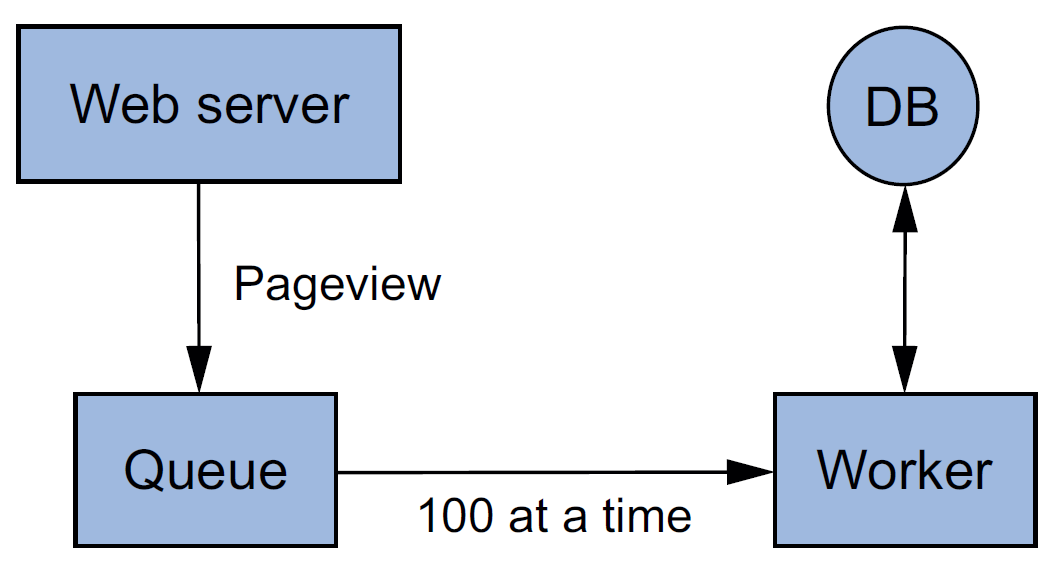 Web server
DB
Pageview
Queue
Worker
100 at a time